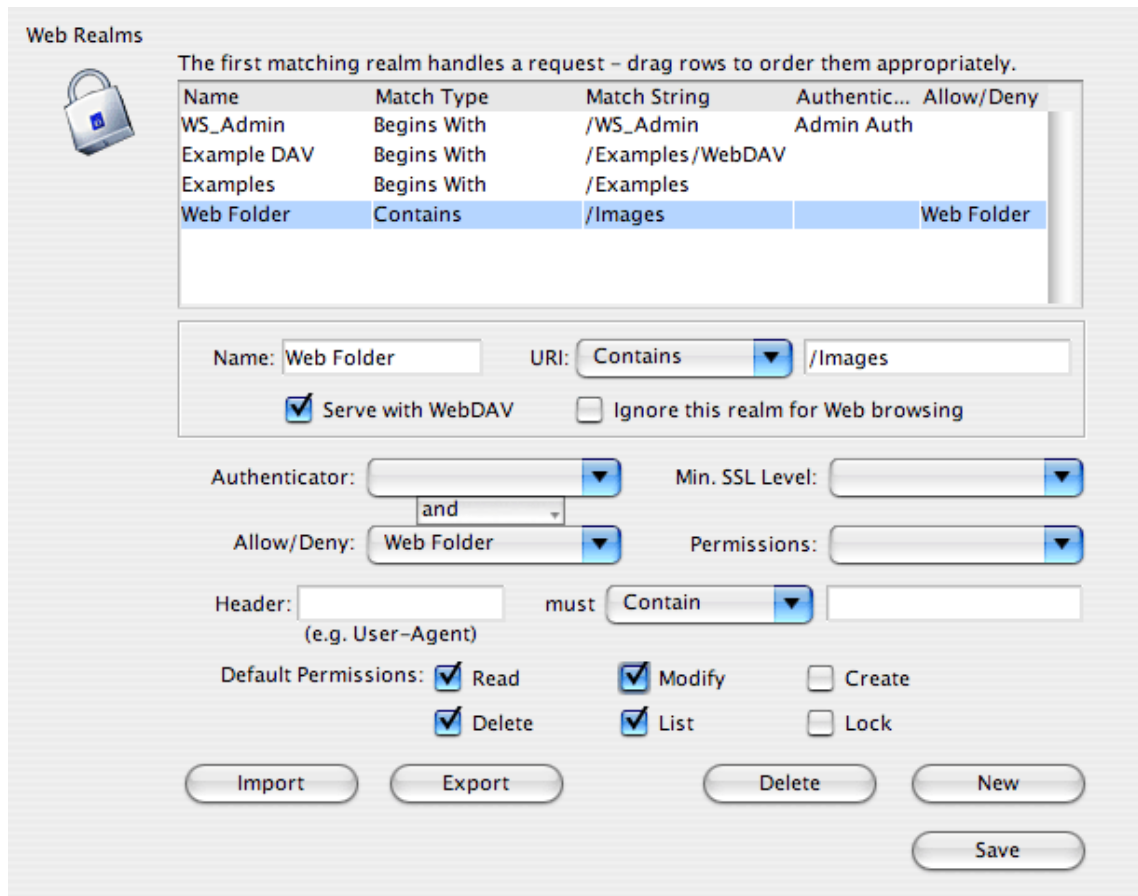 Web Realms
The first matching realm handles a request – drag rows to order them appropriately.
Name Match Type Match String Authentic... Allow/Deny
WS_Admin Begins With /WS_Admin Admin Auth
Example DAV Begins With /Examples/WebDAV
Examples Begins With /Examples
Web Folder Contains /Images Web Folder
Name: Web Folder URI: Contains /Images
Serve with WebDAV Ignore this realm for Web browsing
Authenticator: Min. SSL Level:
and
Allow/Deny: Web Folder Permissions:
Header: must Contain
(e.g. User-Agent)
Default Permissions: Read Modify Create
Delete List Lock
Import Export Delete New
Save